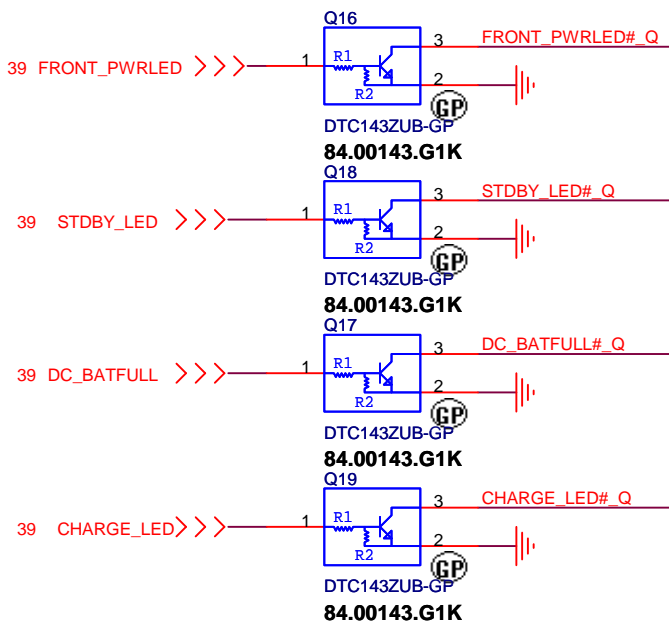 Q16
39 FRONT_PWRLED
1
R1
R2
3
FRONT_PWRLED#_Q
2
GP
DTC143ZUB-GP
84.00143.G1K
Q18
39 STDBY_LED
1
R1
R2
3
STDBY_LED#_Q
2
GP
DTC143ZUB-GP
84.00143.G1K
Q17
39 DC_BATFULL
1
R1
R2
3
DC_BATFULL#_Q
2
GP
DTC143ZUB-GP
84.00143.G1K
Q19
39 CHARGE_LED
1
R1
R2
3
CHARGE_LED#_Q
2
GP
DTC143ZUB-GP
84.00143.G1K